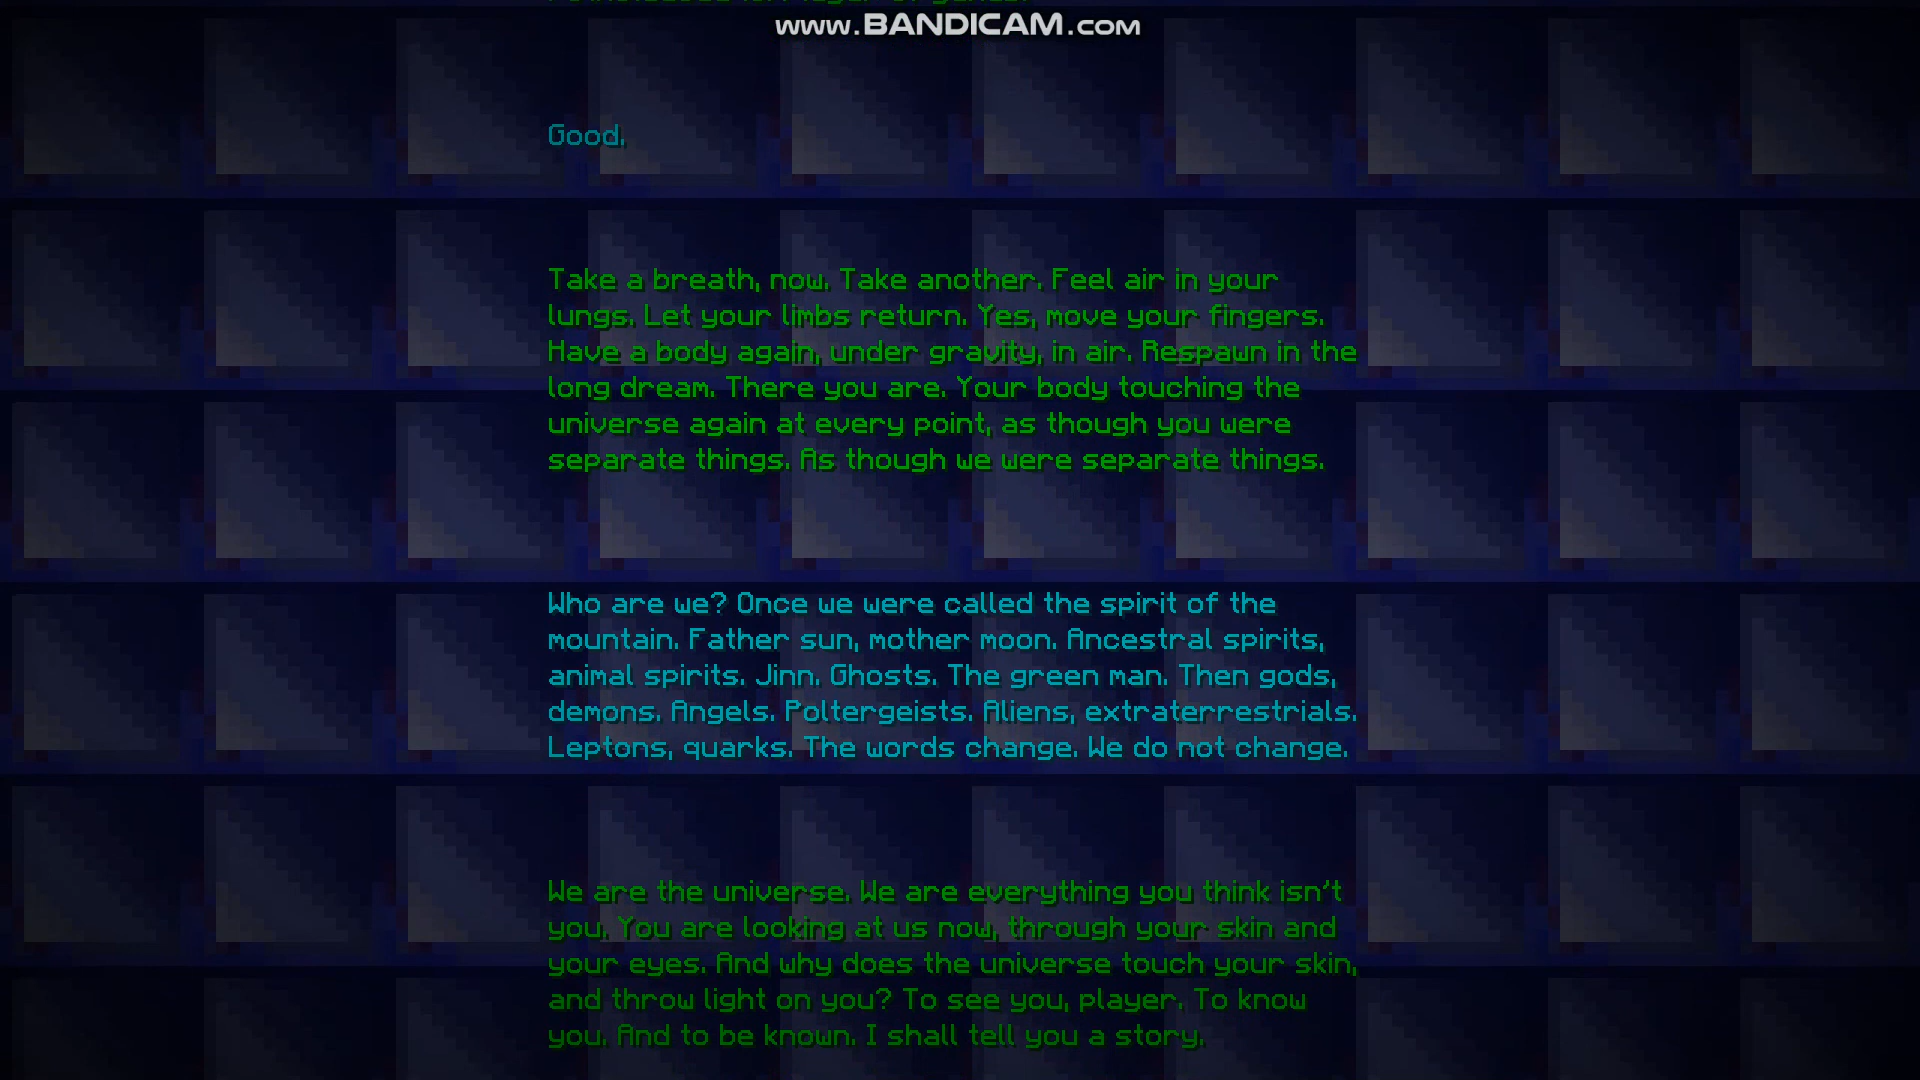 www.BANDICAM.com
Good.
Take a breath, now. Take another. Feel air in your
lungs. Let your limbs return. Yes, move your fingers.
Have a body again, under gravity, in air. Respawn in the
long dream. There you are. Your body touching the
universe again at every point, as though you were
separate things. As though we were separate things.
Who are we? Once we were called the spirit of the
mountain. Father sun, mother moon. Ancestral spirits,
animal spirits. Jinn. Ghosts. The green man. Then gods,
demons. Angels. Poltergeists. Aliens, extraterrestrials.
Leptons, quarks. The words change. We do not change.
We are the universe. We are everything you think isn't
you. You are looking at us now, through your skin and
your eyes. And why does the universe touch your skin,
and throw light on you? To see you, player. To know
you. And to be known. I shall tell you a story.